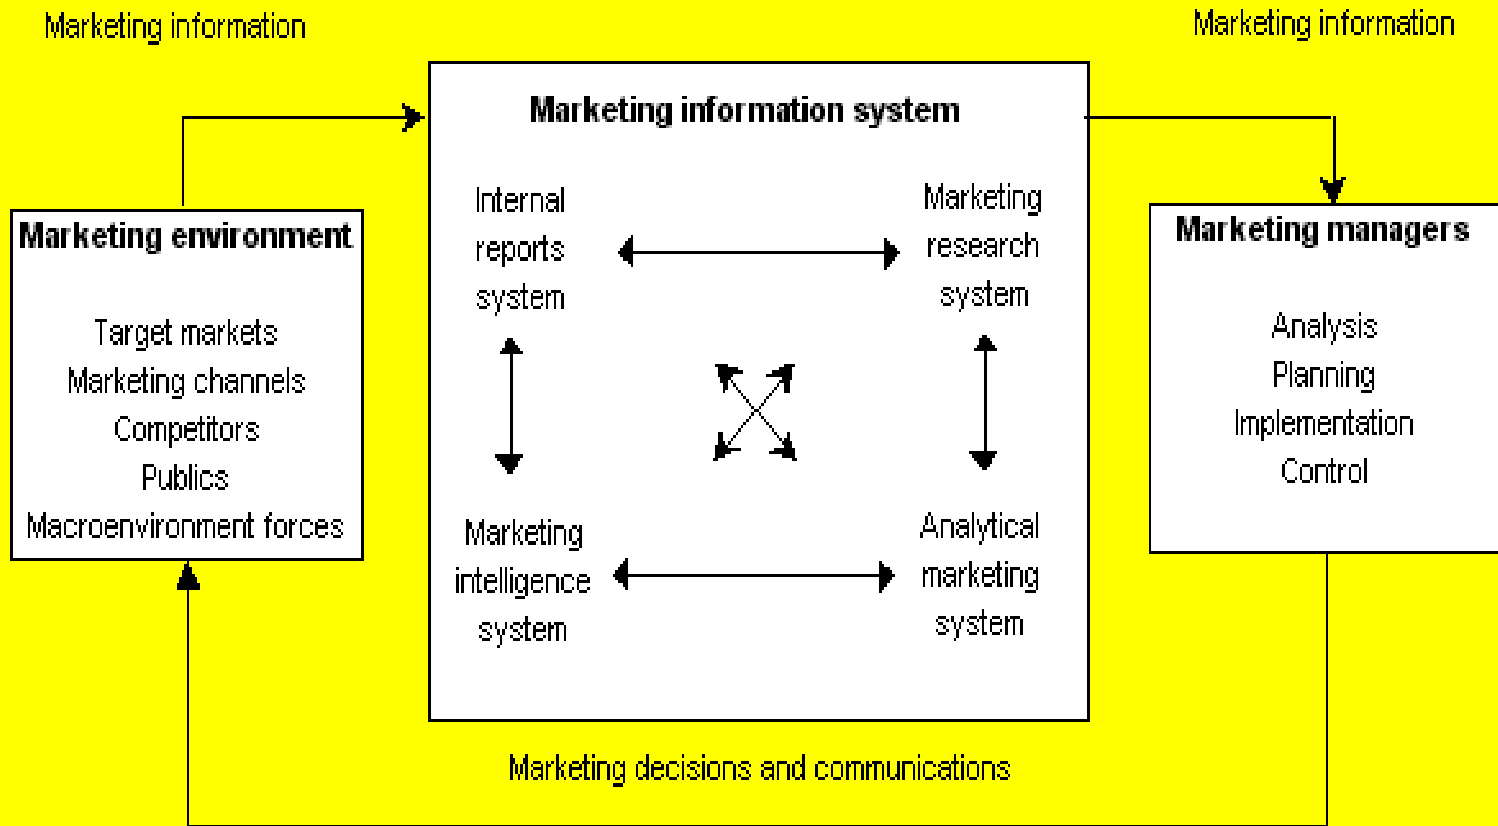 Marketing information
Marketing information
Marketing information system
Internal
reports
system
Marketing
research
system
Marketing environment
Target markets
Marketing channels
Competitors
Publics
Macroenvironment forces
Marketing managers
Analysis
Planning
Implementation
Control
Marketing
intelligence
system
Analytical
marketing
system
Marketing decisions and communications